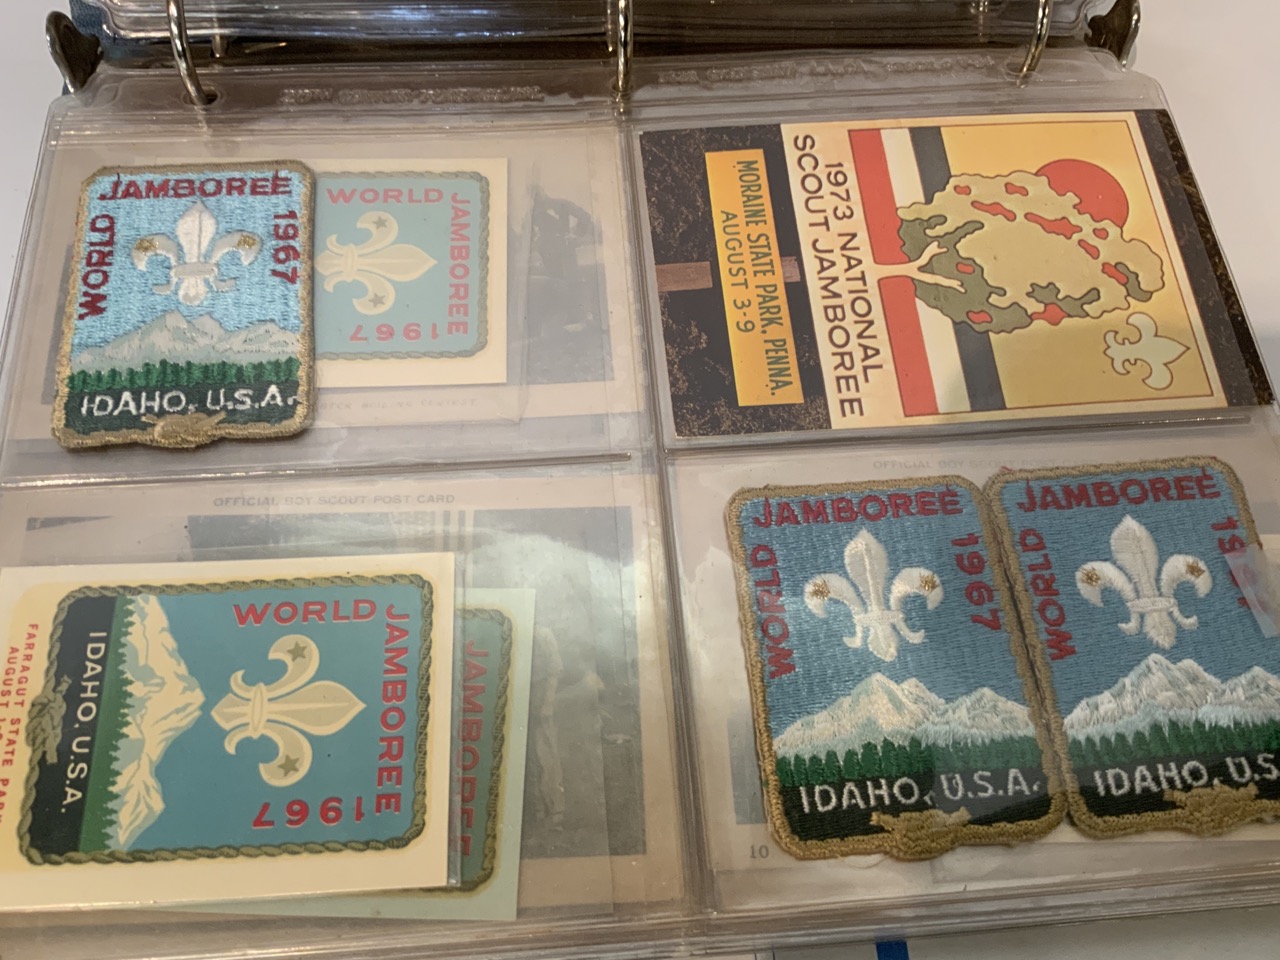 WORLD JAMBOREE 1967
IDAHO, U.S.A.
WORLD JAMBOREE
1967
1973 NATIONAL
SCOUT JAMBOREE
MORAINE STATE PARK, PENNA.
AUGUST 3-9
OFFICIAL BOY SCOUT POST CARD
WORLD JAMBOREE
1967
IDAHO, U.S.A.
FARRAGUT STATE PARK
JAMBOREE
OFFICIAL BOY SCOUT
WORLD JAMBOREE 1967
IDAHO, U.S.A.
WORLD JAMBOREE
IDAHO, U.S.
10